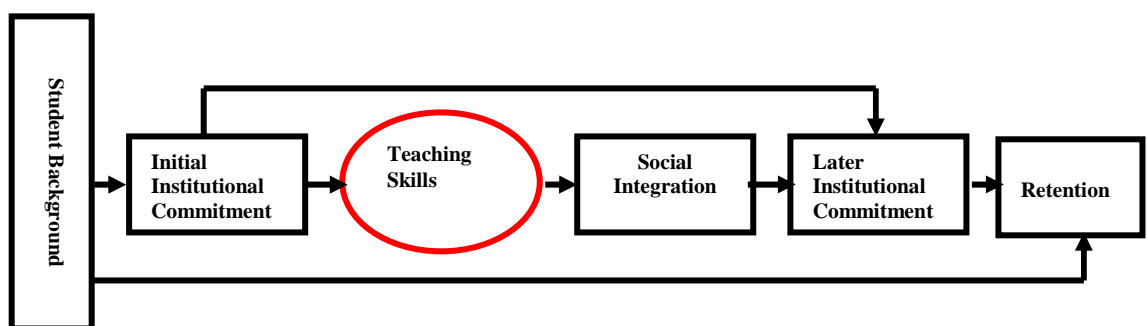 Student Background
Initial
Institutional
Commitment
Teaching
Skills
Social
Integration
Later
Institutional
Commitment
Retention